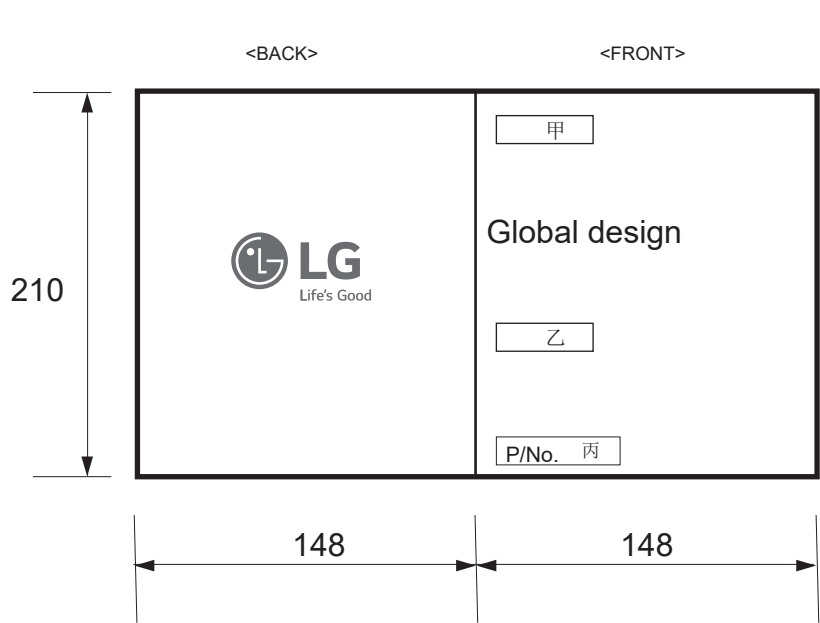 <BACK>
<FRONT>
甲
Global design
210
LG
Life's Good
乙
P/No. 丙
148
148